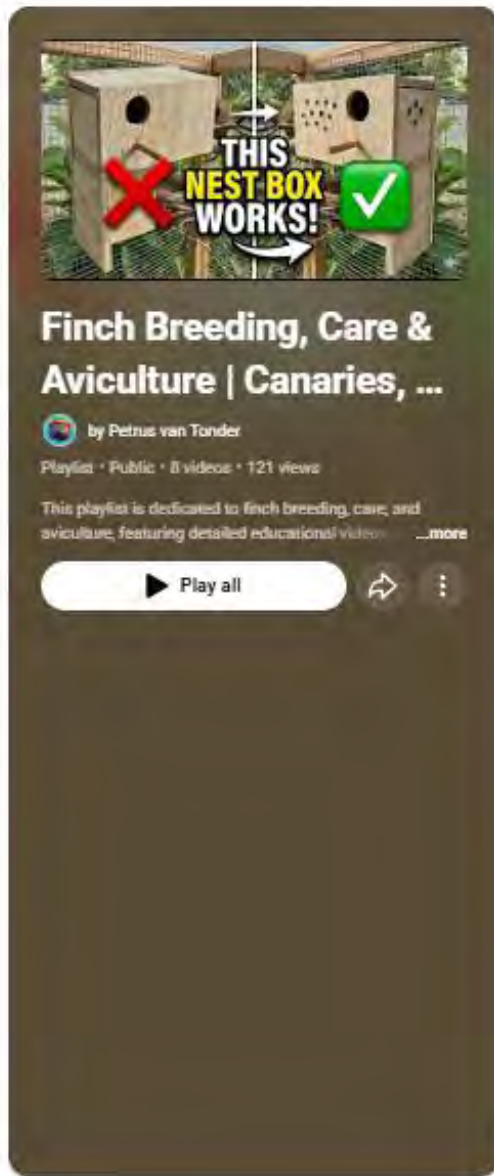 THIS
NEST BOX
WORKS!
Finch Breeding, Care &
Aviculture | Canaries, ...
by Petrus van Tonder
Playlist • Public • 8 videos • 121 views
This playlist is dedicated to finch breeding, care, and
aviculture, featuring detailed educational videos ...more
Play all